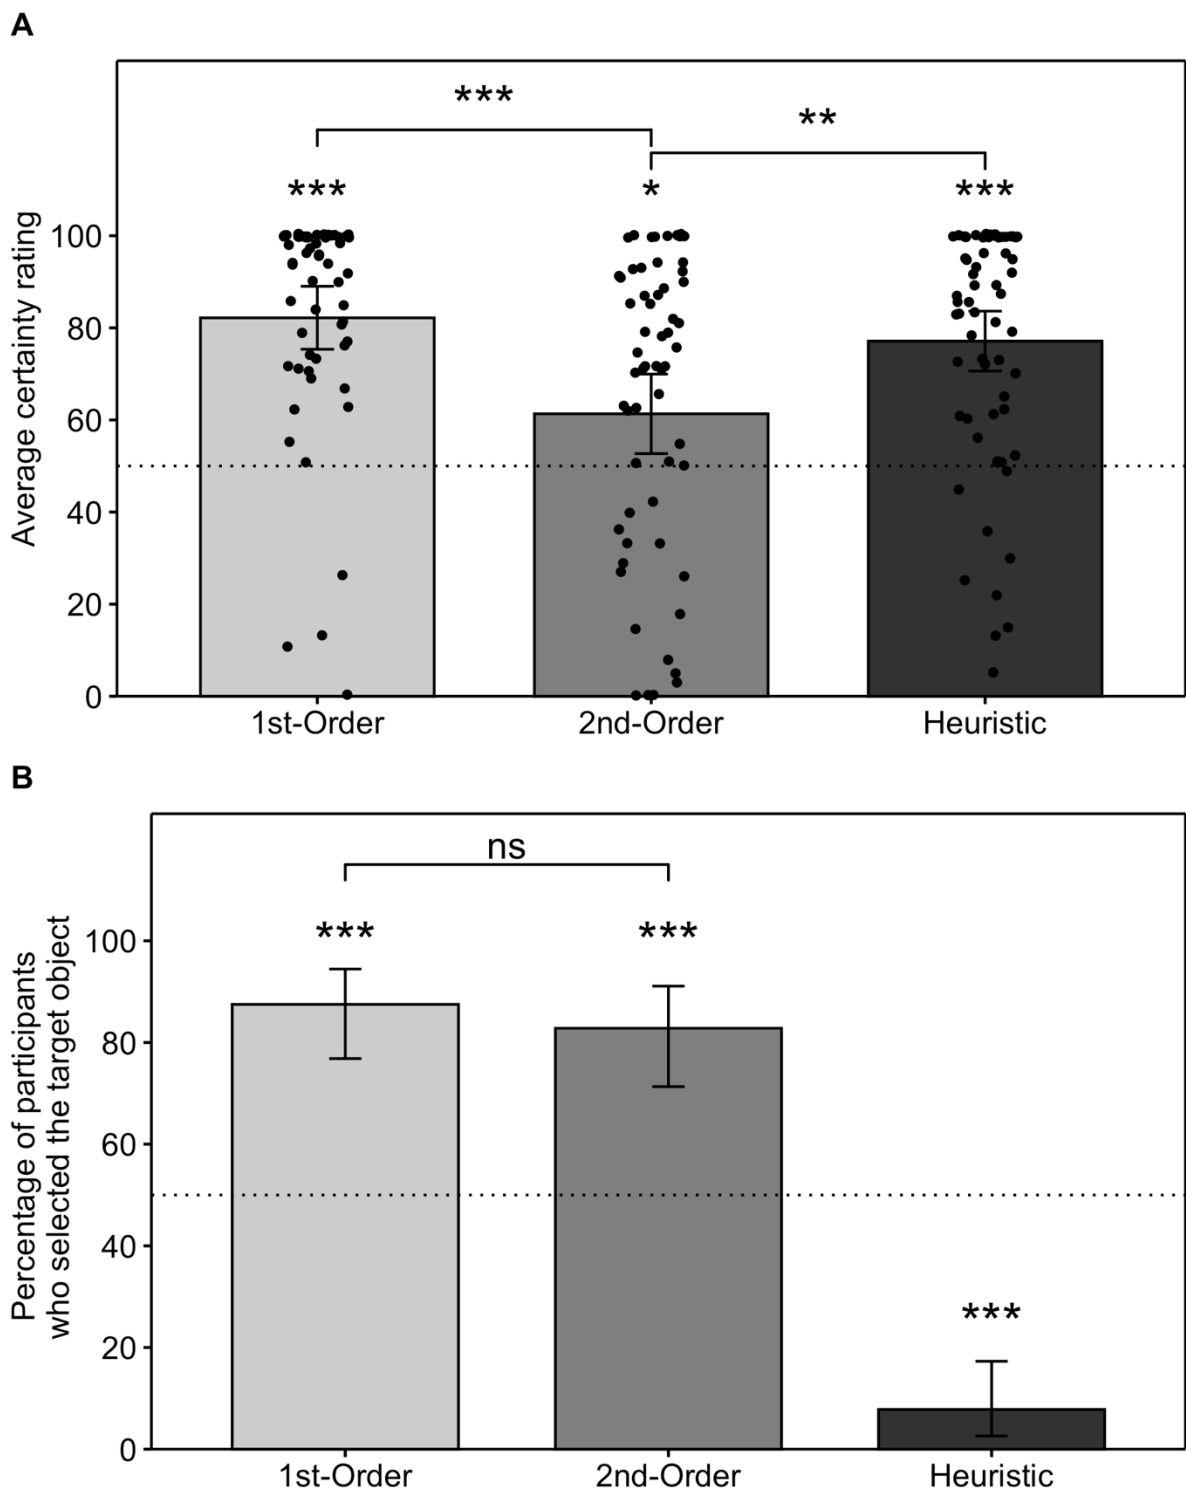 A
***
**
***
*
***
100
80
60
40
20
0
Average certainty rating
1st-Order
2nd-Order
Heuristic
B
ns
***
***
***
100
80
60
40
20
0
Percentage of participants
who selected the target object
1st-Order
2nd-Order
Heuristic